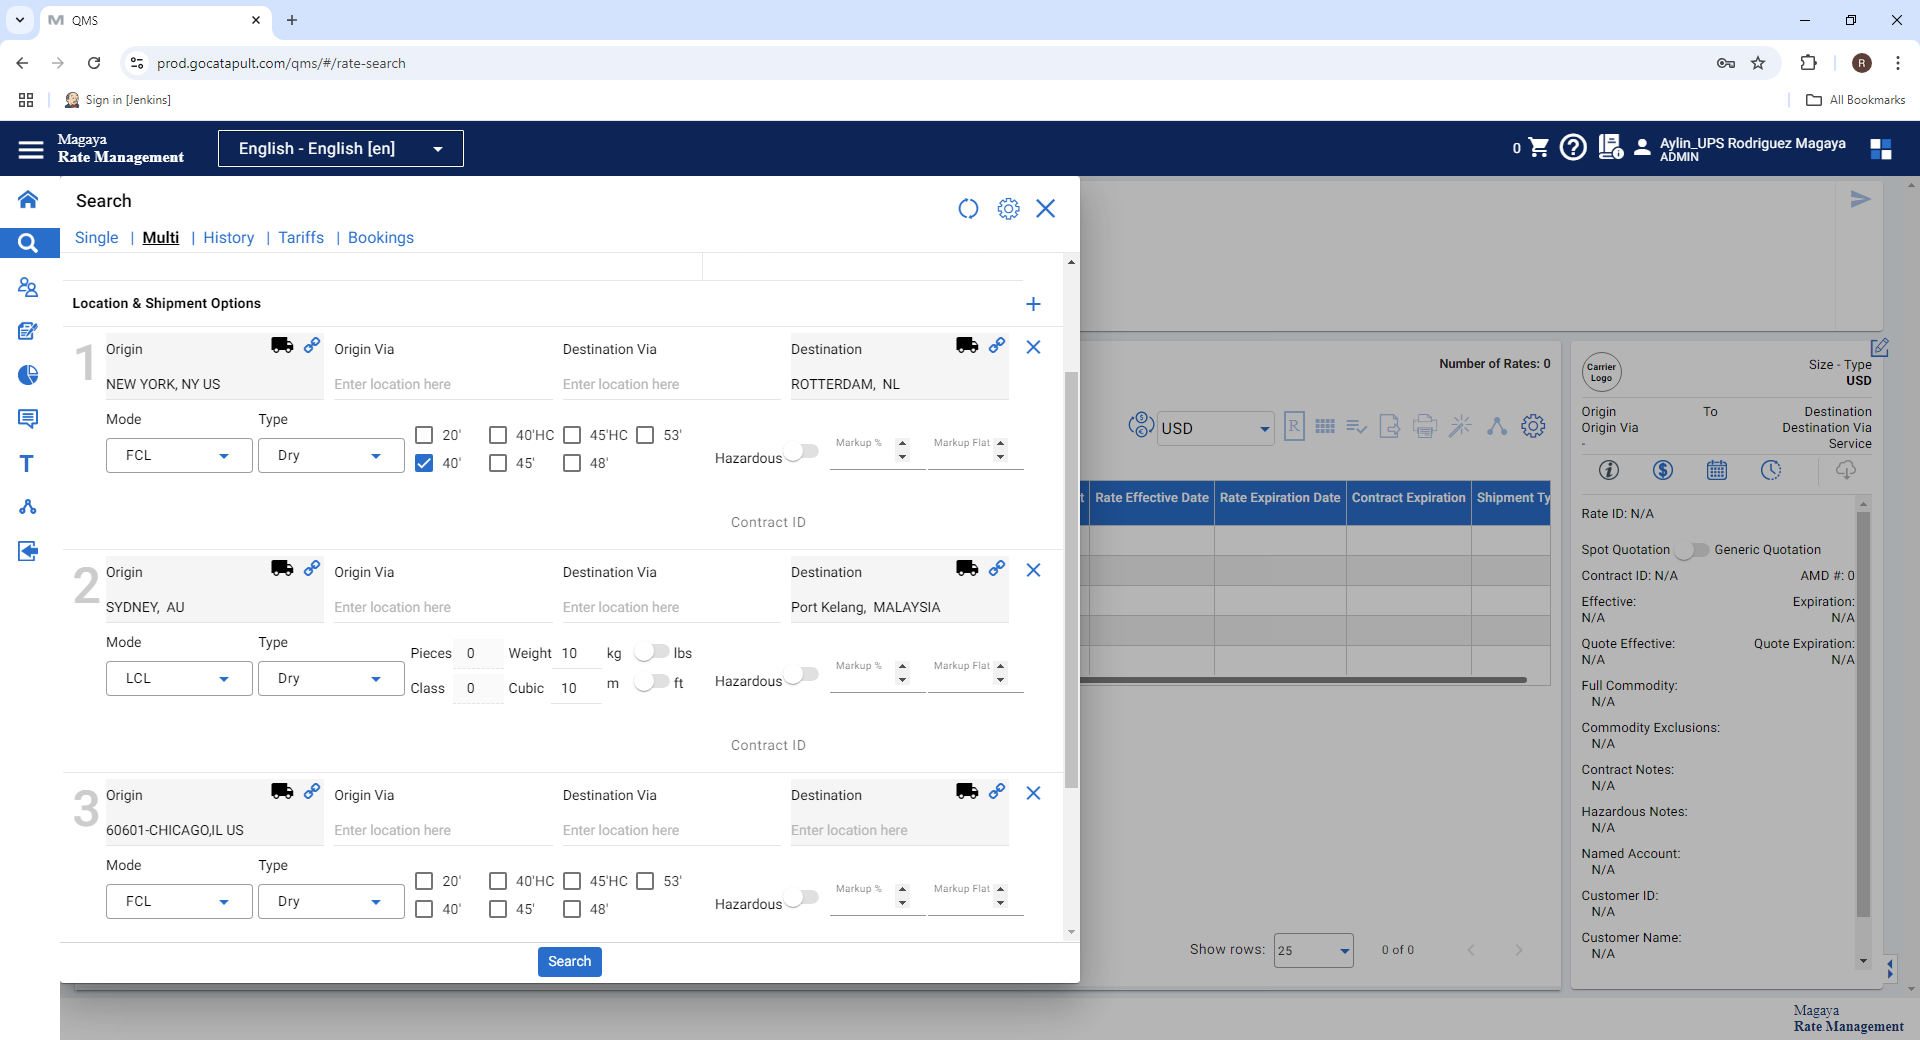 QMS
prod.gocatapult.com/qms/#/rate-search
R
Sign in [Jenkins]
All Bookmarks
Magaya
Rate Management
English - English [en]
0
Aylin_UPS Rodriguez Magaya
ADMIN
Search
Single | Multi | History | Tariffs | Bookings
Location & Shipment Options
1
Origin
Origin Via
Destination Via
Destination
NEW YORK, NY US
Enter location here
Enter location here
ROTTERDAM, NL
Mode
Type
20'
40'HC
45'HC
53'
FCL
Dry
40'
45'
48'
Hazardous
Markup %
Markup Flat
Contract ID
2
Origin
Origin Via
Destination Via
Destination
SYDNEY, AU
Enter location here
Enter location here
Port Kelang, MALAYSIA
Mode
Type
Pieces 0 Weight 10 kg lbs
LCL
Dry
Class 0 Cubic 10 m ft
Hazardous
Markup %
Markup Flat
Contract ID
3
Origin
Origin Via
Destination Via
Destination
60601-CHICAGO,IL US
Enter location here
Enter location here
Enter location here
Mode
Type
20'
40'HC
45'HC
53'
FCL
Dry
40'
45'
48'
Hazardous
Markup %
Markup Flat
Search
Number of Rates: 0
USD
R
t
Rate Effective Date
Rate Expiration Date
Contract Expiration
Shipment Ty
Show rows: 25
0 of 0
Carrier
Logo
Size - Type
USD
Origin To Destination
Origin Via Destination Via
- Service
Rate ID: N/A
Spot Quotation Generic Quotation
Contract ID: N/A AMD #: 0
Effective: Expiration:
N/A N/A
Quote Effective: Quote Expiration:
N/A N/A
Full Commodity:
N/A
Commodity Exclusions:
N/A
Contract Notes:
N/A
Hazardous Notes:
N/A
Named Account:
N/A
Customer ID:
N/A
Customer Name:
N/A
Magaya
Rate Management